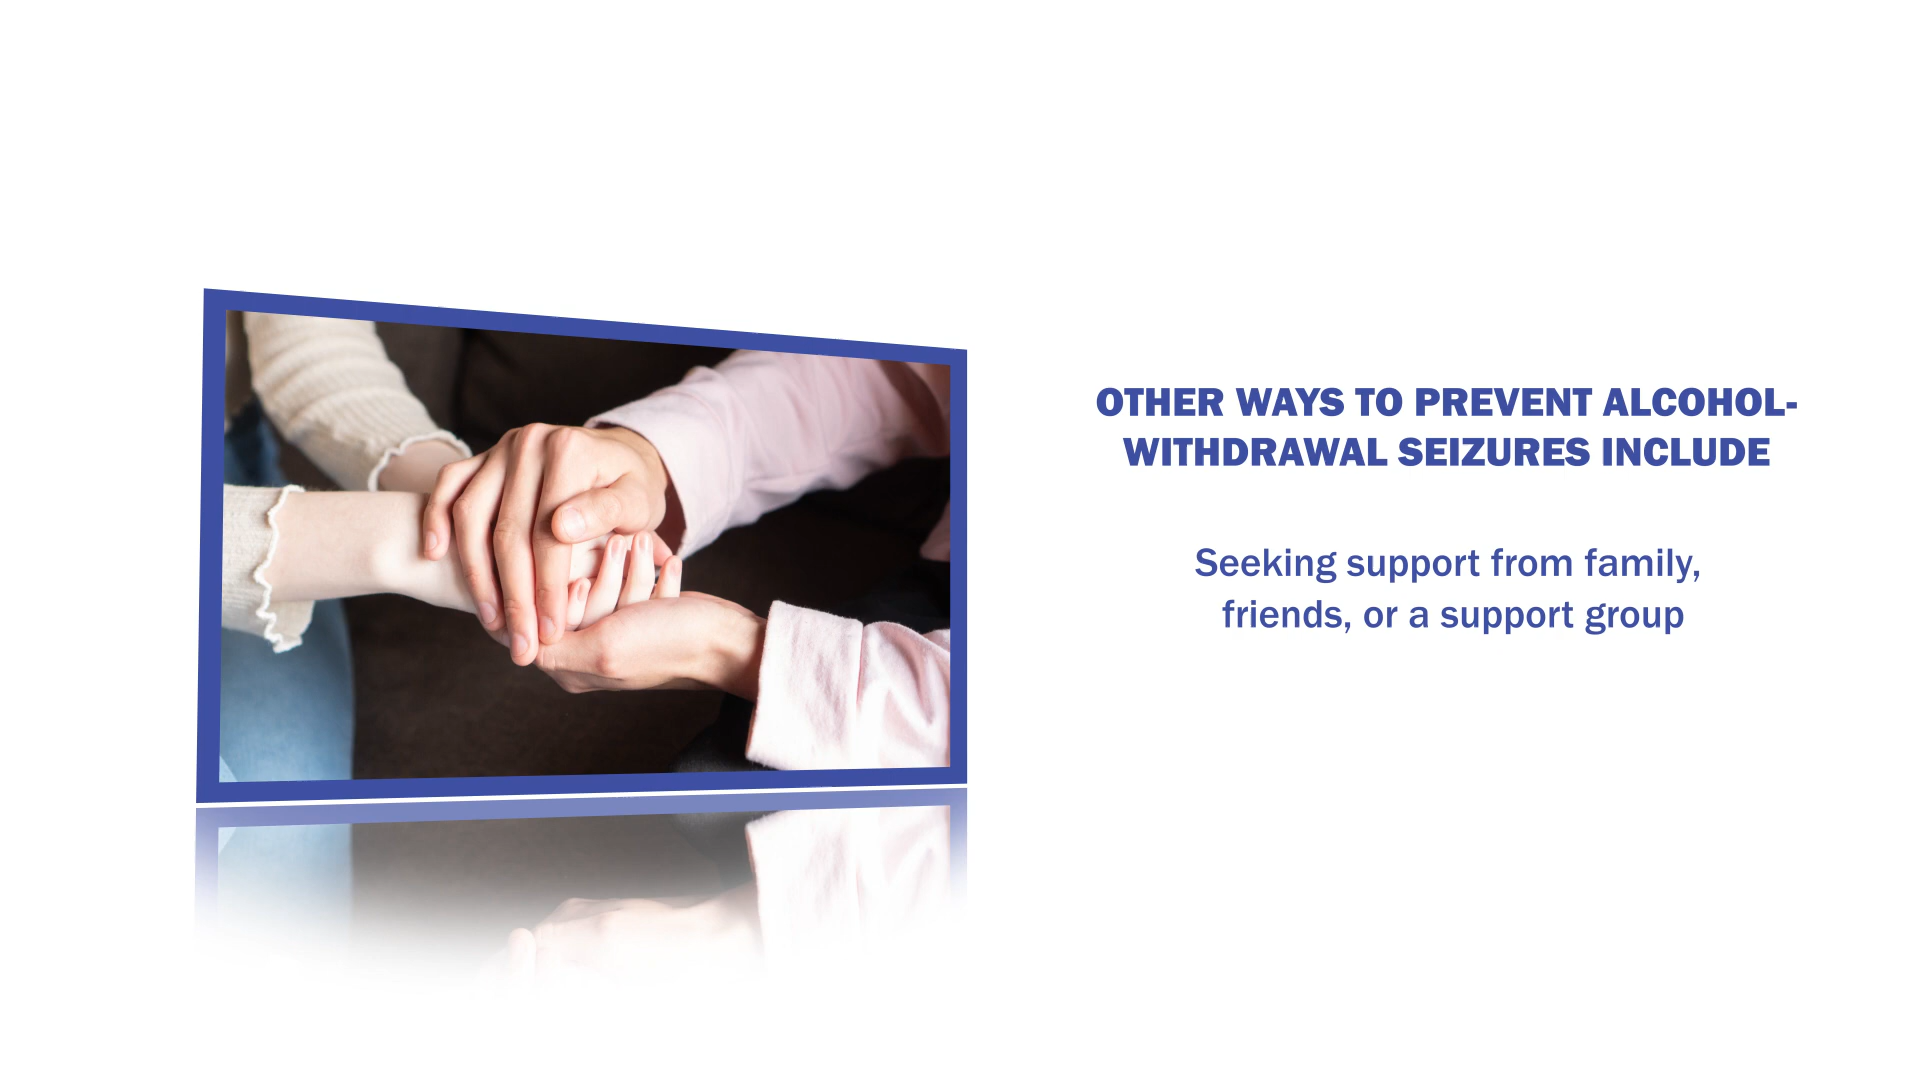 OTHER WAYS TO PREVENT ALCOHOL-
WITHDRAWAL SEIZURES INCLUDE
Seeking support from family,
friends, or a support group